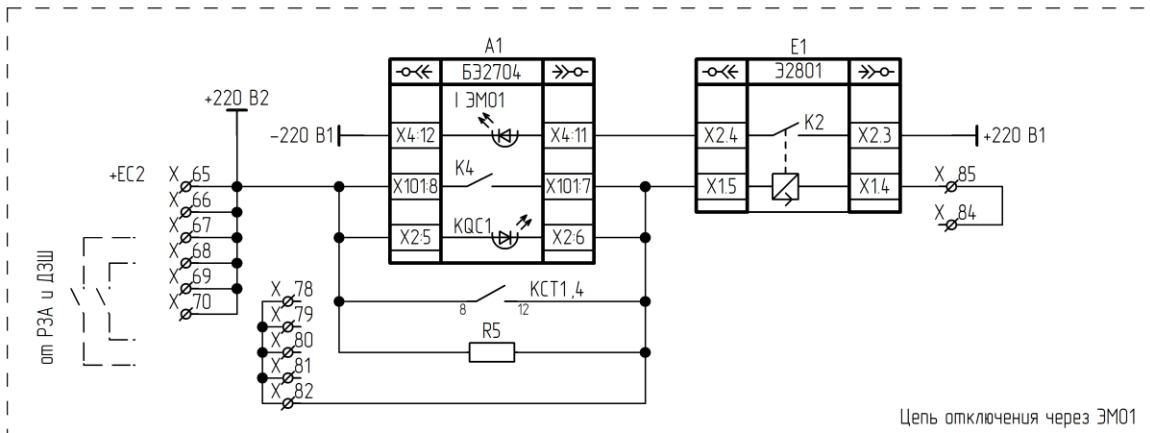 A1
E1
БЭ2704
Э2801
+220 В2
I ЭМО1
-220 В1
X4:12
X4:11
X2.4
K2
X2.3
+220 В1
+EC2
X 65
X101:8
K4
X101:7
X1.5
X1.4
X 85
X 66
X 84
X 67
X2:5
KQC1
X2:6
X 68
X 69
X 70
X 78
KCT1,4
8
12
X 79
R5
X 80
X 81
X 82
от РЗА и ДЗШ
Цепь отключения через ЭМО1